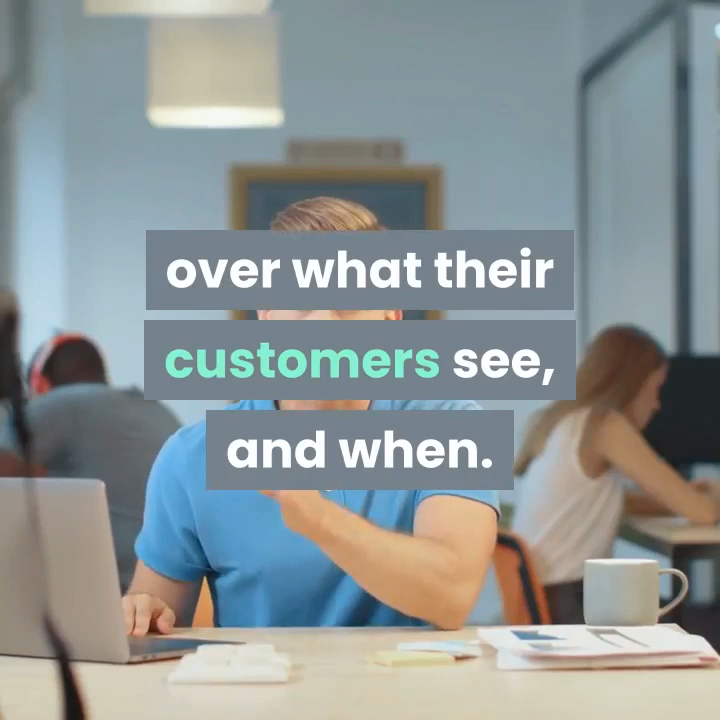 over what their
customers see,
and when.